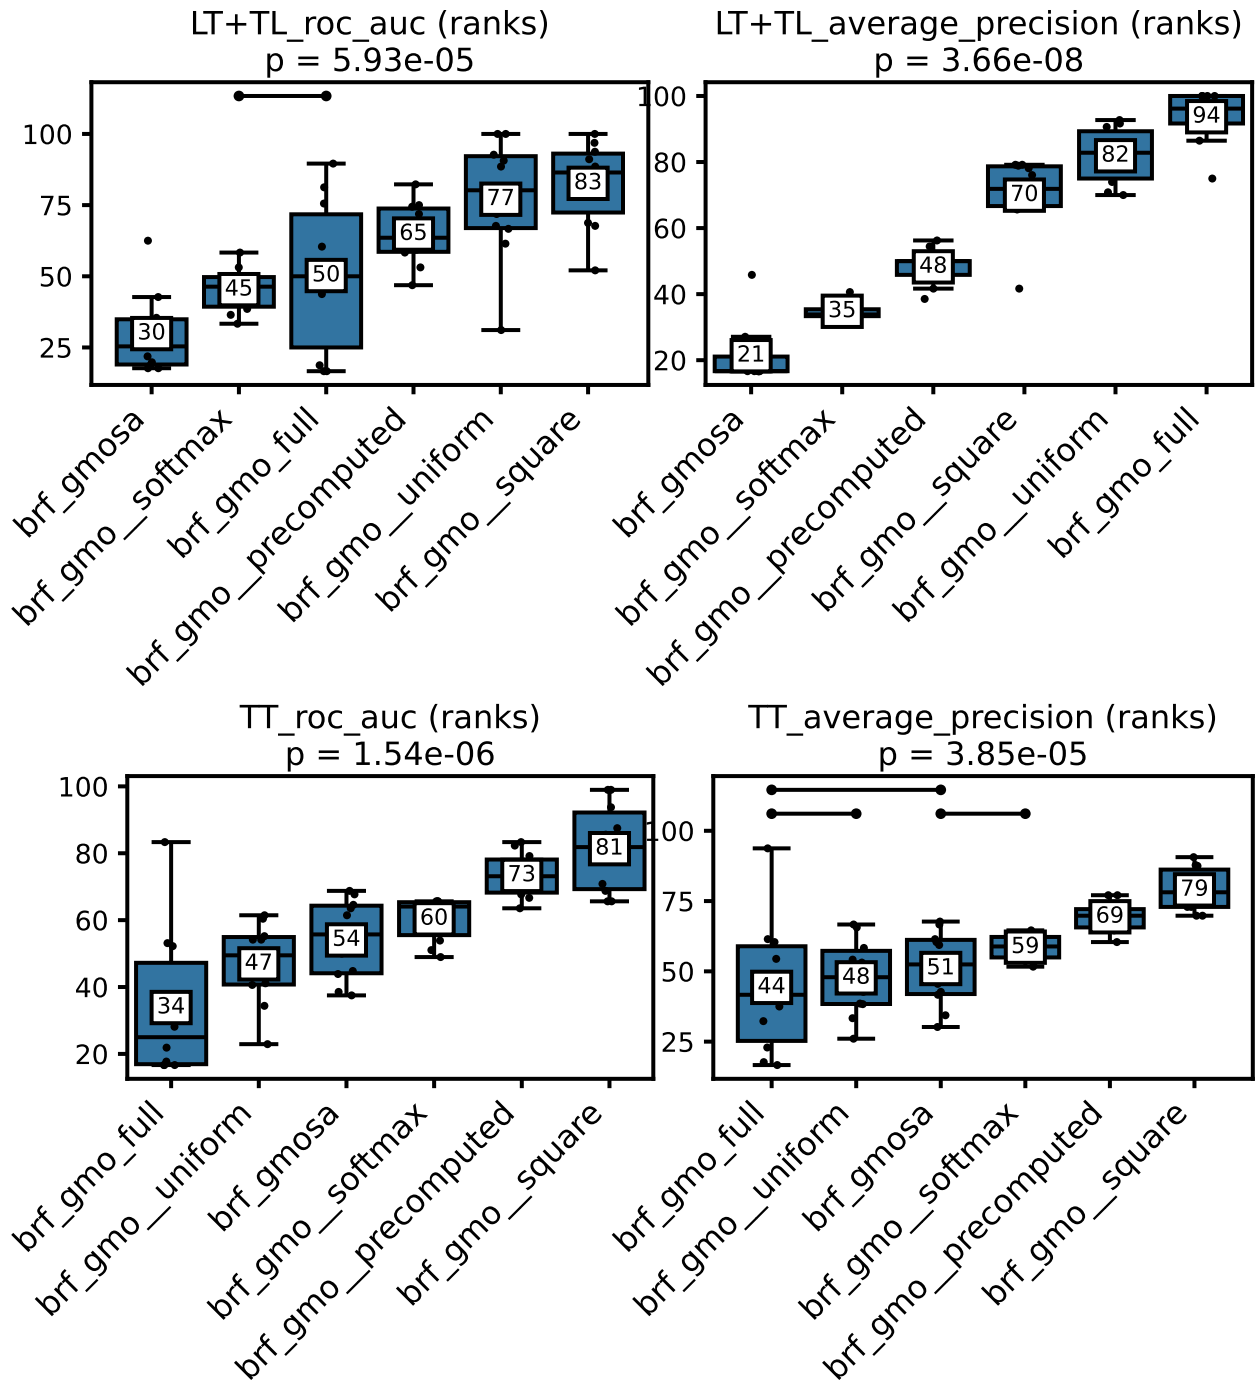 LT+TL_roc_auc (ranks)
p = 5.93e-05
100
75
50
25
30
45
50
65
77
83
brf_gmosa
brf_gmo__softmax
brf_gmo_full
brf_gmo__precomputed
brf_gmo__uniform
brf_gmo__square
LT+TL_average_precision (ranks)
p = 3.66e-08
100
80
60
40
20
21
35
48
70
82
94
brf_gmosa
brf_gmo__softmax
brf_gmo__precomputed
brf_gmo__square
brf_gmo__uniform
brf_gmo_full
TT_roc_auc (ranks)
p = 1.54e-06
100
80
60
40
20
34
47
54
60
73
81
brf_gmo_full
brf_gmo__uniform
brf_gmosa
brf_gmo__softmax
brf_gmo__precomputed
brf_gmo__square
TT_average_precision (ranks)
p = 3.85e-05
100
75
50
25
44
48
51
59
69
79
brf_gmo_full
brf_gmo__uniform
brf_gmosa
brf_gmo__softmax
brf_gmo__precomputed
brf_gmo__square